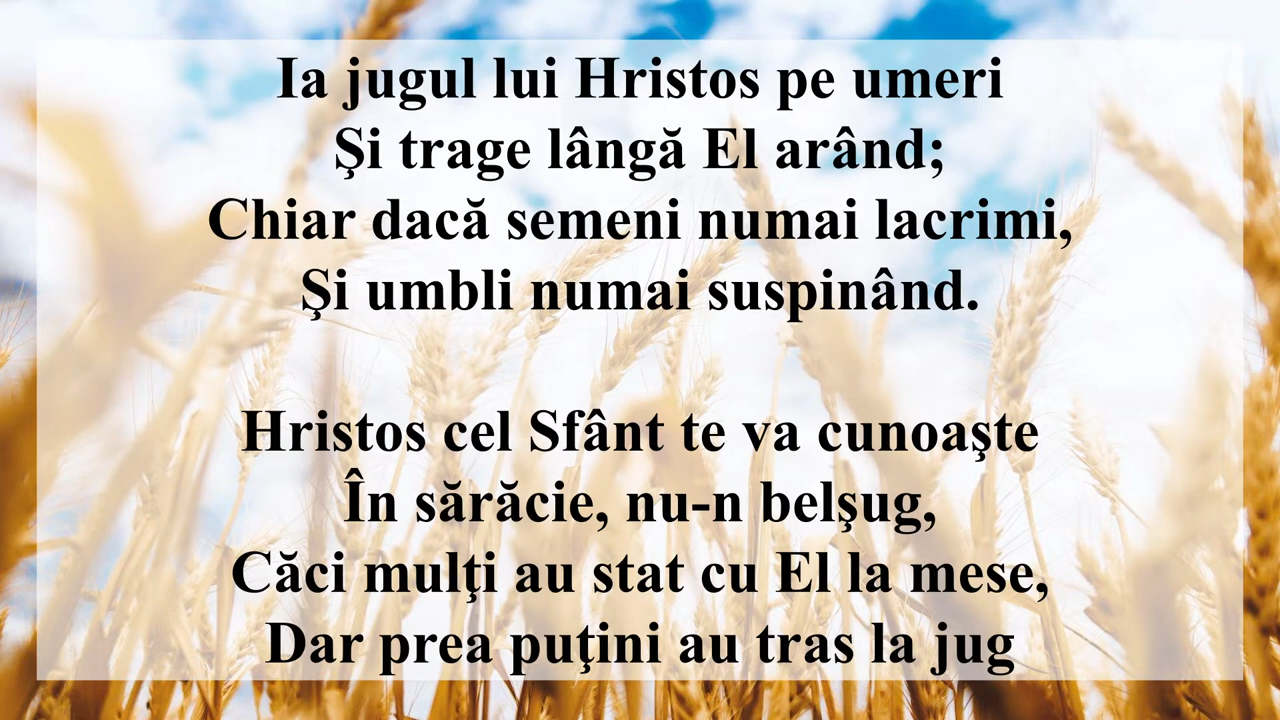 Ia jugul lui Hristos pe umeri
Şi trage lângă El arând;
Chiar dacă semeni numai lacrimi,
Şi umbli numai suspinând.
Hristos cel Sfânt te va cunoaşte
În sărăcie, nu-n belşug,
Căci mulţi au stat cu El la mese,
Dar prea puţini au tras la jug